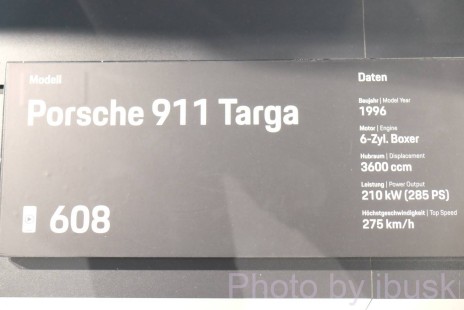 Modell
Porsche 911 Targa
608
Daten
Baujahr | Model Year
1996
Motor | Engine
6-Zyl. Boxer
Hubraum | Displacement
3600 ccm
Leistung | Power Output
210 kW (285 PS)
Höchstgeschwindigkeit | Top Speed
275 km/h
Photo by ibusk